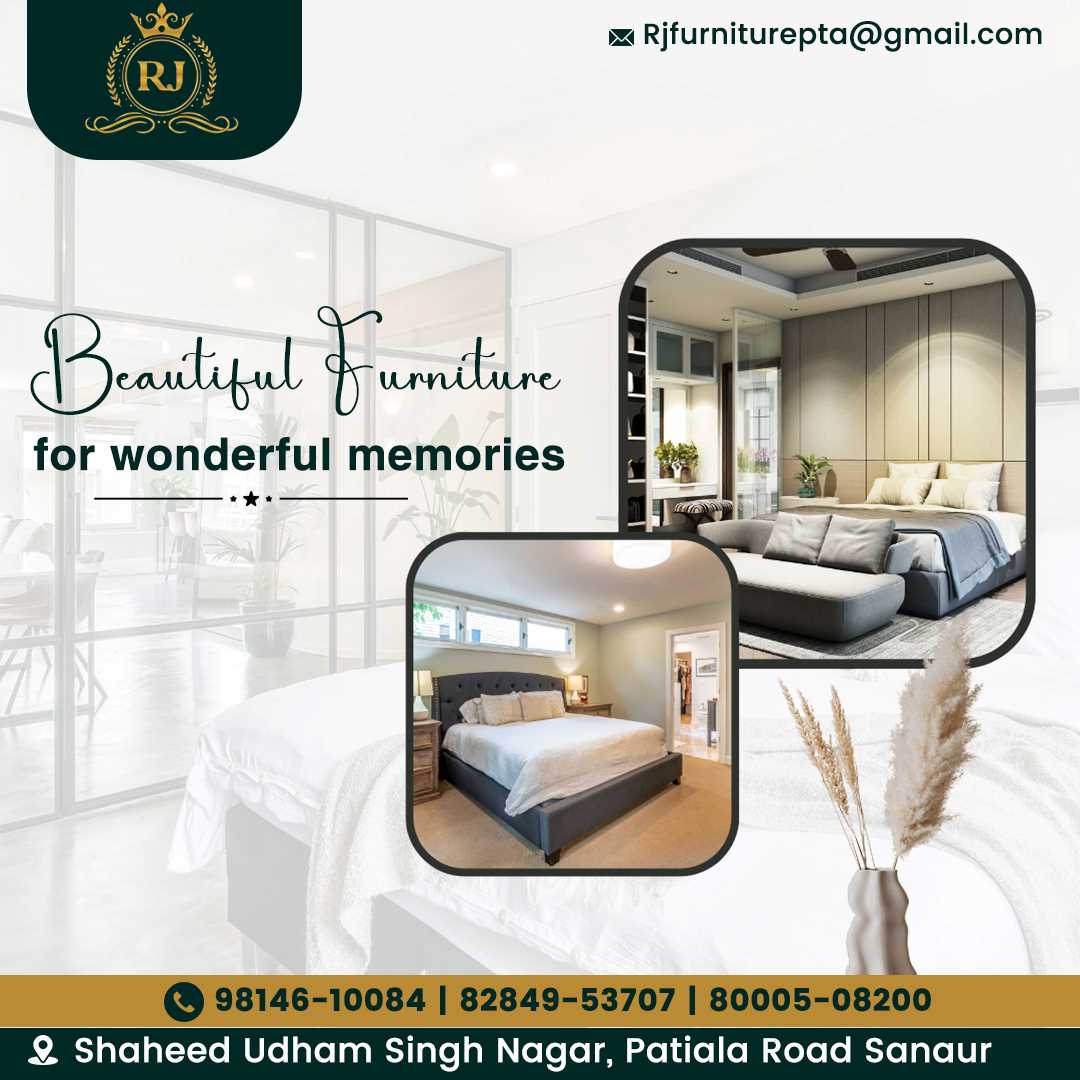 RJ
Rjfurniturepta@gmail.com
Beautiful Furniture
for wonderful memories
98146-10084 | 82849-53707 | 80005-08200
Shaheed Udham Singh Nagar, Patiala Road Sanaur